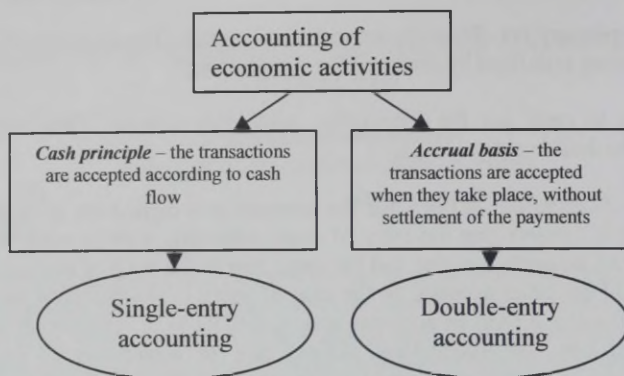 Accounting of
economic activities
Cash principle – the transactions
are accepted according to cash
flow
Accrual basis – the
transactions are accepted
when they take place, without
settlement of the payments
Single-entry
accounting
Double-entry
accounting